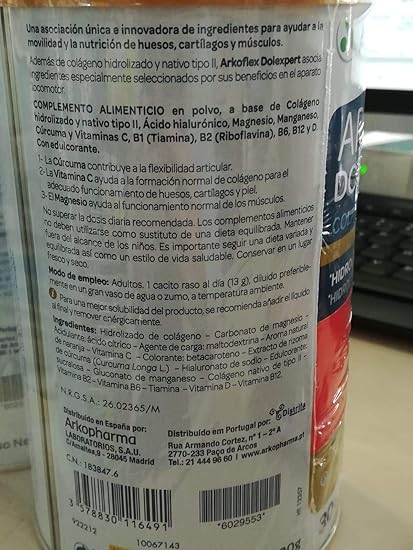 Una asociación única e innovadora de ingredientes para ayudar a la
movilidad y la nutrición de huesos, cartílagos y músculos.
Además de colágeno hidrolizado y nativo tipo II, Arkoflex Dolexpert asocia
ingredientes especialmente seleccionados por sus beneficios en el aparato
locomotor.
COMPLEMENTO ALIMENTICIO en polvo, a base de Colágeno
hidrolizado y nativo tipo II, Ácido hialurónico, Magnesio, Manganeso,
Cúrcuma y Vitaminas C, B1 (Tiamina), B2 (Riboflavina), B6, B12 y D.
Con edulcorante.
1- La Cúrcuma contribuye a la flexibilidad articular.
2- La Vitamina C ayuda a la formación normal de colágeno para el
adecuado funcionamiento de huesos, cartílagos y piel.
3- El Magnesio ayuda al funcionamiento normal de los músculos.
No superar la dosis diaria recomendada. Los complementos alimenticios
no deben utilizarse como sustituto de una dieta equilibrada. Mantener
fuera del alcance de los niños. Es importante seguir una dieta variada y
equilibrada así como un estilo de vida saludable. Conservar en un lugar
fresco y seco.
Modo de empleo: Adultos. 1 cacito raso al día (13 g), diluido preferible-
mente en un gran vaso de agua o zumo, a temperatura ambiente.
Para una mejor solubilidad del producto, se recomienda añadir el líquido
al final y remover enérgicamente.
Ingredientes: Hidrolizado de colágeno - Carbonato de magnesio -
Acidulante: ácido cítrico - Agente de carga: maltodextrina - Aroma natural
de naranja - Vitamina C - Colorante: betacaroteno - Extracto de rizoma
de cúrcuma (Curcuma Longa L.) - Hialuronato de sodio - Edulcorante:
sucralosa - Gluconato de manganeso - Colágeno nativo de tipo II -
Vitamina B2 - Vitamina B6 - Tiamina - Vitamina D - Vitamina B12.
N.R.G.S.A.: 26.02365/M
Distribuido en España por:
Arkopharma
LABORATORIOS, S.A.U.
C/Amaltea,9 - 28045 Madrid
C.N.: 183847.6
Distrifa
Distribuido em Portugal por:
Rua Armando Cortez, nº 1 - 2º A
2770-233 Paço de Arcos
Tel. 21 444 96 60 | arkopharma.pt
3 578830 116491
922212
10067143
*6029553*
AR
DO
"HIDRO